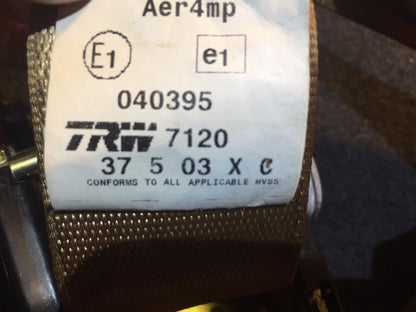 Aer4mp
E1 e1
040395
TRW 7120
37 5 03 X C
CONFORMS TO ALL APPLICABLE MVSS